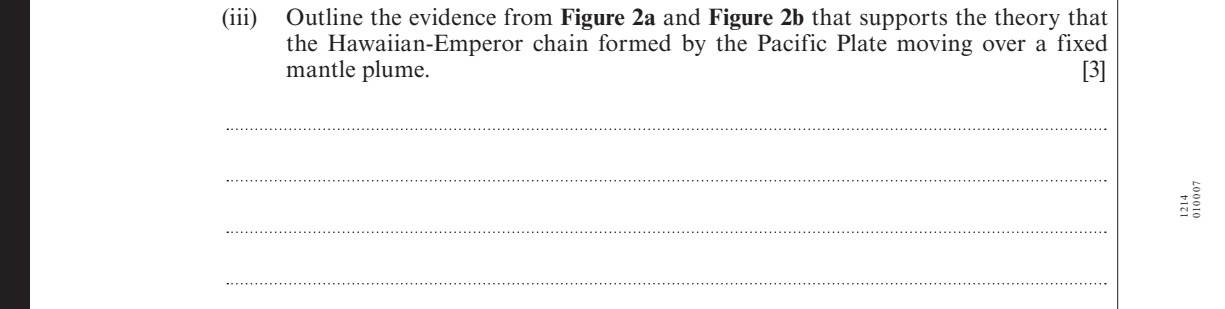 (iii) Outline the evidence from Figure 2a and Figure 2b that supports the theory that
the Hawaiian-Emperor chain formed by the Pacific Plate moving over a fixed
mantle plume. [3]
1214
010007